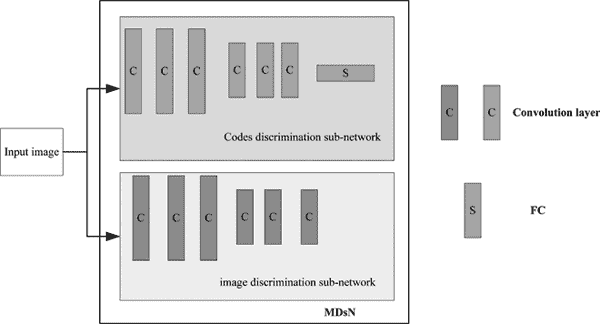 C C C C C C S
Codes discrimination sub-network
Input image
C C C C C C
image discrimination sub-network
MDsN
C C Convolution layer
S FC